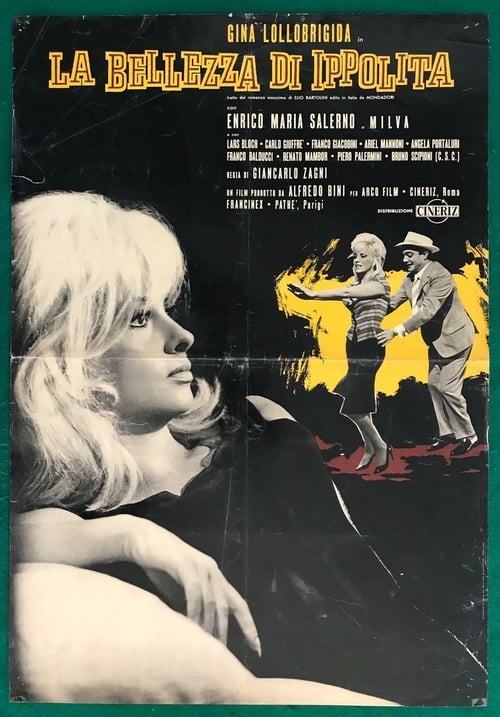 GINA LOLLOBRIGIDA in
LA BELLEZZA DI IPPOLITA
tratto dal romanzo omonimo di ELIO BARTOLINI edito in Italia da MONDADORI
con
ENRICO MARIA SALERNO e MILVA
e con
LARS BLOCH • CARLO GIUFFRE' • FRANCO GIACOBINI • ARIEL MANNONI • ANGELA PORTALURI
FRANCO BALDUCCI • RENATO MAMBOR • PIERO PALERMINI • BRUNO SCIPIONI (C.S.C.)
REGIA DI GIANCARLO ZAGNI
UN FILM PRODOTTO DA ALFREDO BINI PER ARCO FILM • CINERIZ, Roma
FRANCINEX • PATHE', Parigi
DISTRIBUZIONE CINERIZ